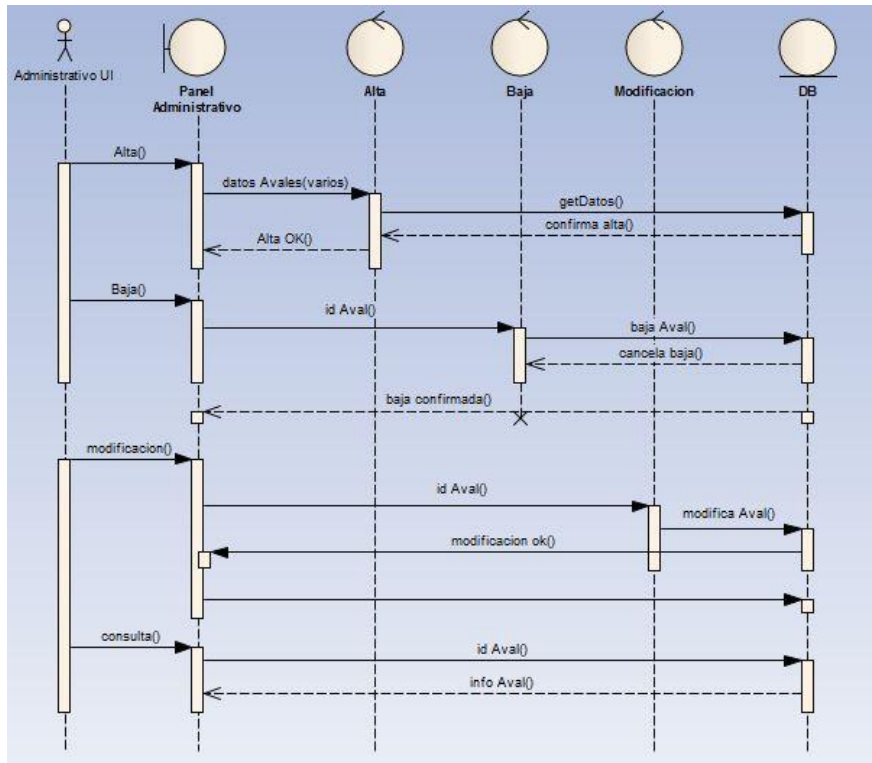 Administrativo UI
Panel
Administrativo
Alta
Baja
Modificacion
DB
Alta()
datos Avales(varios)
getDatos()
confirma alta()
Alta OK()
Baja()
id Aval()
baja Aval()
cancela baja()
baja confirmada()
modificacion()
id Aval()
modifica Aval()
modificacion ok()
consulta()
id Aval()
info Aval()